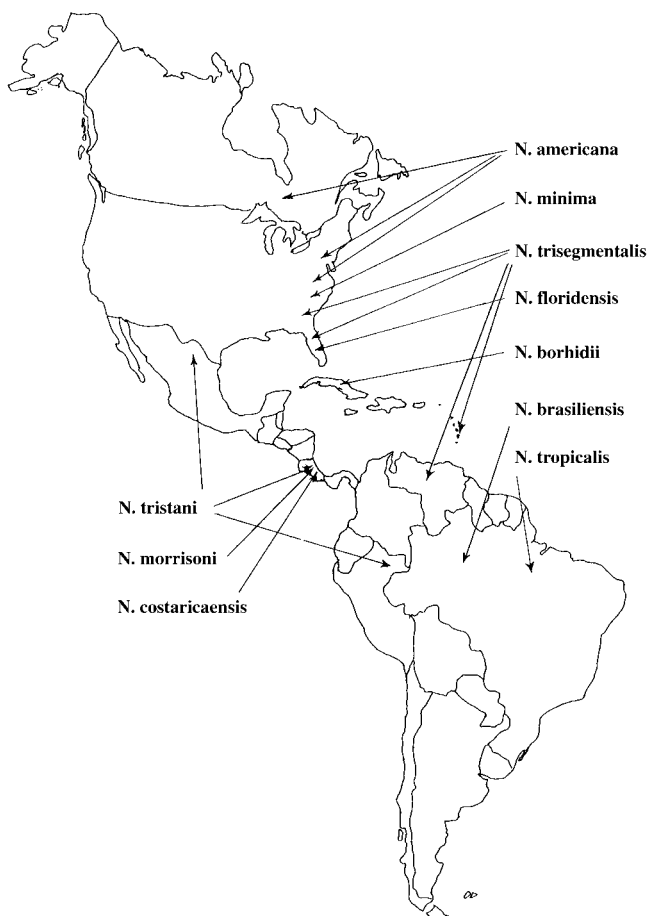 N. americana
N. minima
N. trisegmentalis
N. floridensis
N. borhidii
N. brasiliensis
N. tropicalis
N. tristani
N. morrisoni
N. costaricaensis